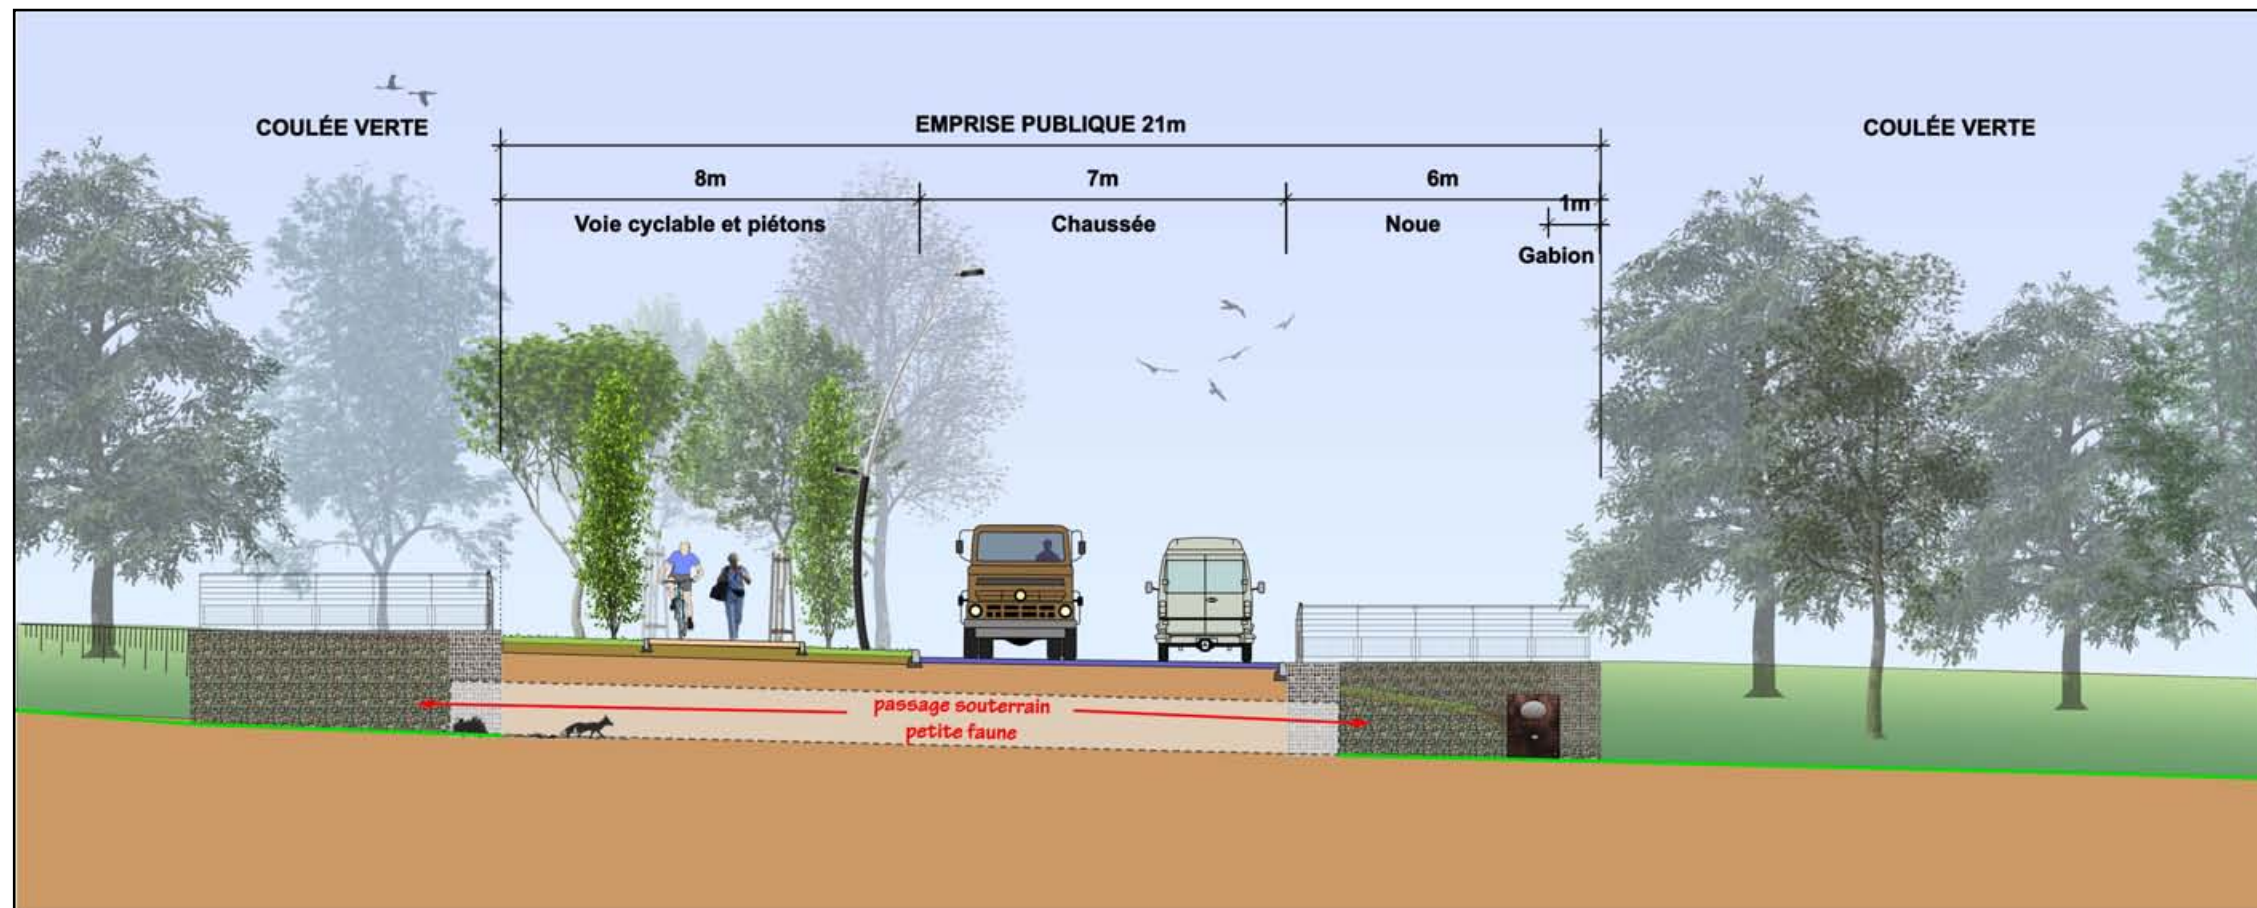 COULÉE VERTE
EMPRISE PUBLIQUE 21m
COULÉE VERTE
8m
7m
6m
1m
Voie cyclable et piétons
Chaussée
Noue
Gabion
passage souterrain
petite faune